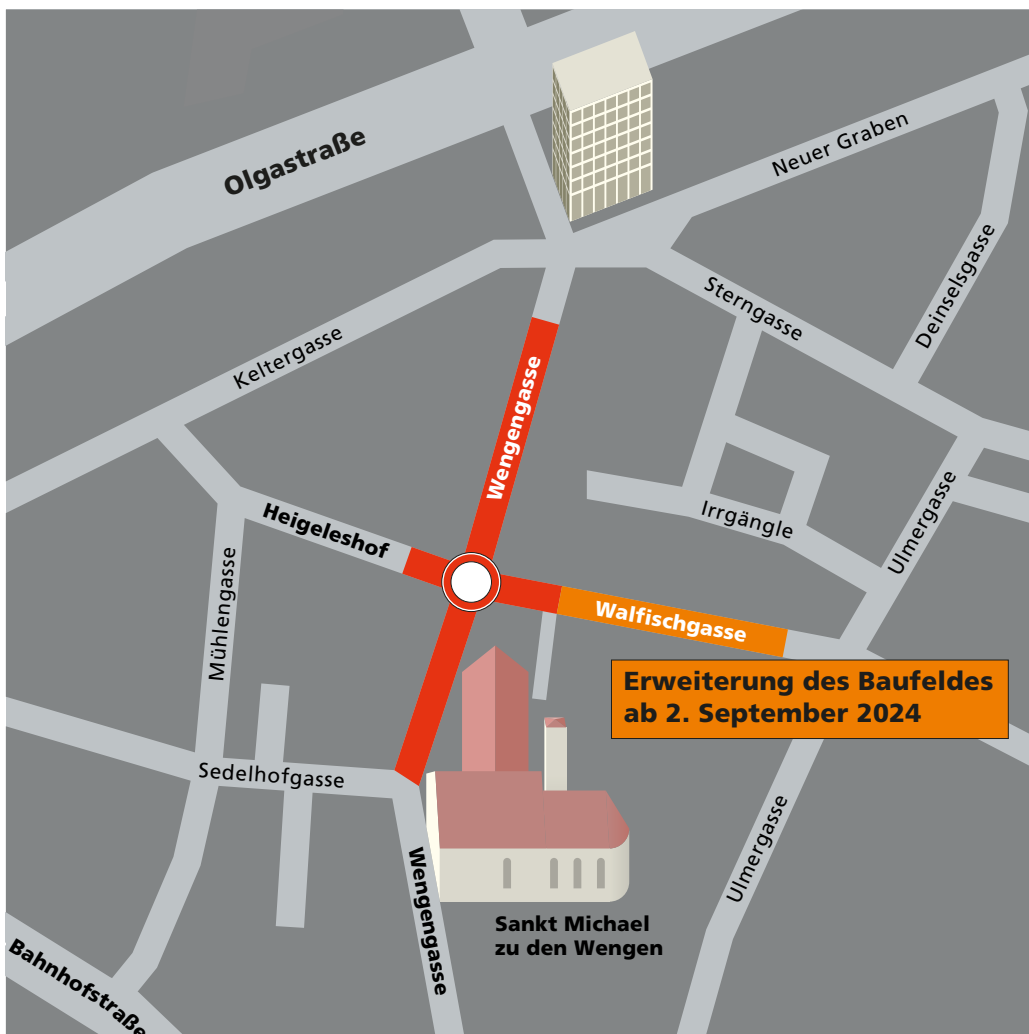 Olgastraße
Neuer Graben
Deinselsgasse
Sterngasse
Keltergasse
Wengengasse
Heigeleshof
Irrgängle
Ulmergasse
Mühlengasse
Walfischgasse
Erweiterung des Baufeldes
ab 2. September 2024
Sedelhofgasse
Wengengasse
Ulmergasse
Sankt Michael
zu den Wengen
Bahnhofstraße